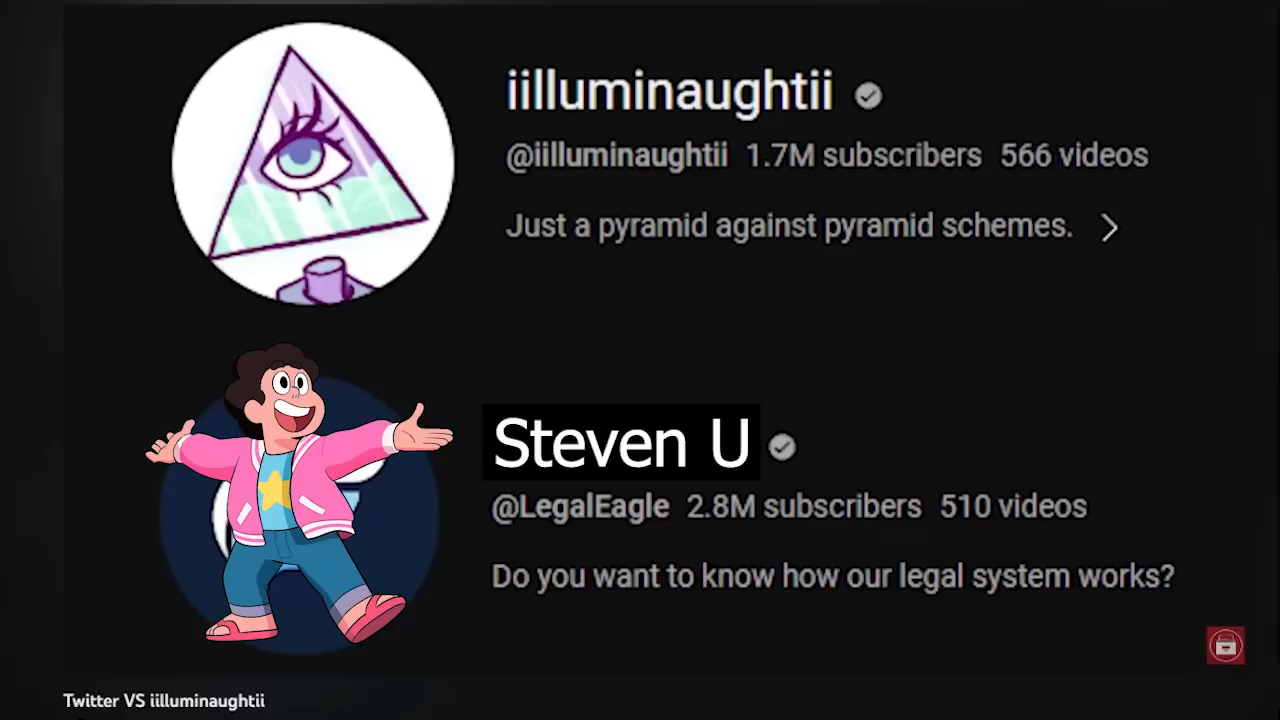 iilluminaughtii
@iilluminaughtii 1.7M subscribers 566 videos
Just a pyramid against pyramid schemes.
Steven U
@LegalEagle 2.8M subscribers 510 videos
Do you want to know how our legal system works?
Twitter VS iilluminaughtii